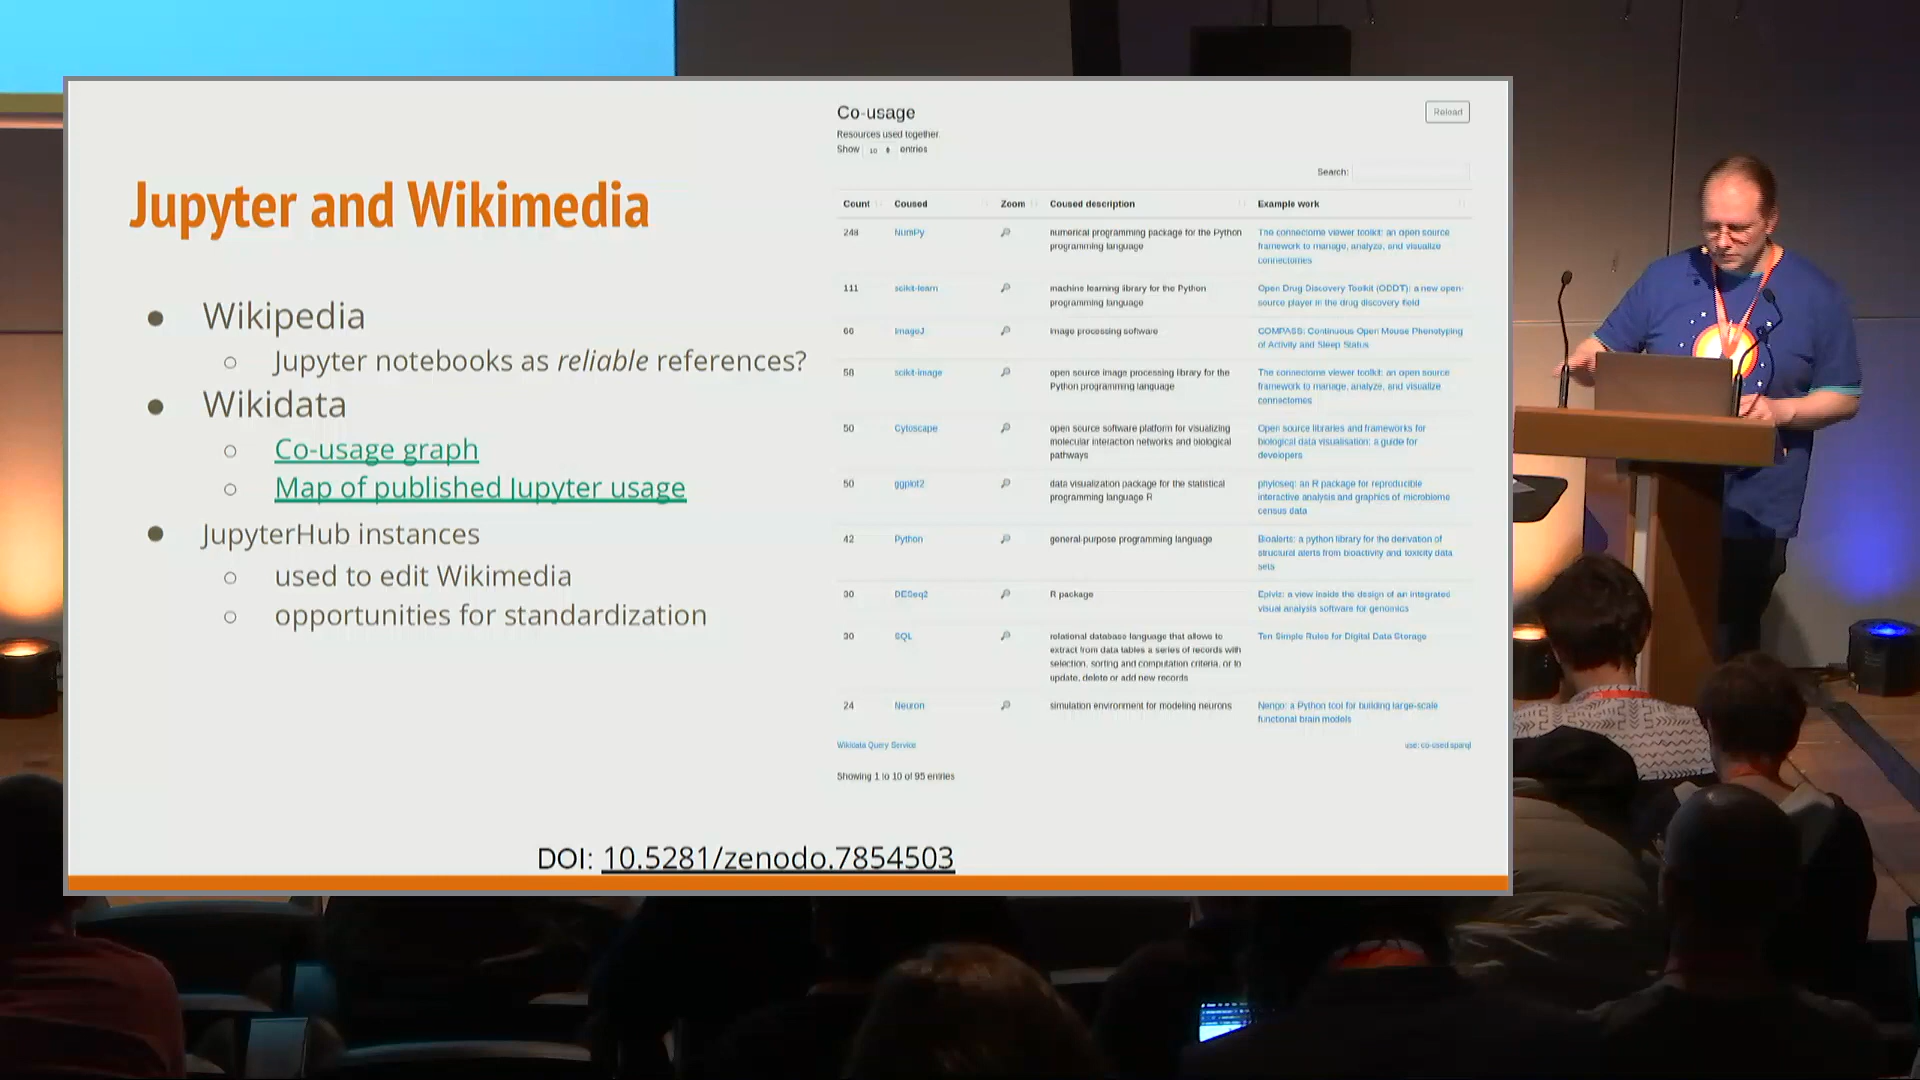 Jupyter and Wikimedia
● Wikipedia
○ Jupyter notebooks as reliable references?
● Wikidata
○ Co-usage graph
○ Map of published Jupyter usage
● JupyterHub instances
○ used to edit Wikimedia
○ opportunities for standardization
Co-usage
Reload
Resources used together.
Show 10 entries
Search:
Count Coused Zoom Coused description Example work
248 NumPy numerical programming package for the Python The connectome viewer toolkit: an open source
programming language framework to manage, analyze, and visualize
connectomes
111 scikit-learn machine learning library for the Python Open Drug Discovery Toolkit (ODDT): a new open-
programming language source player in the drug discovery field
66 ImageJ image processing software COMPASS: Continuous Open Mouse Phenotyping
of Activity and Sleep Status
58 scikit-image open source image processing library for the The connectome viewer toolkit: an open source
Python programming language framework to manage, analyze, and visualize
connectomes
50 Cytoscape open source software platform for visualizing Open source libraries and frameworks for
molecular interaction networks and biological biological data visualisation: a guide for
pathways developers
50 ggplot2 data visualization package for the statistical phyloseq: an R package for reproducible
programming language R interactive analysis and graphics of microbiome
census data
42 Python general-purpose programming language Bioalerts: a python library for the derivation of
structural alerts from bioactivity and toxicity data
sets
30 DESeq2 R package Epiviz: a view inside the design of an integrated
visual analysis software for genomics
30 SQL relational database language that allows to Ten Simple Rules for Digital Data Storage
extract from data tables a series of records with
selection, sorting and computation criteria, or to
update, delete or add new records
24 Neuron simulation environment for modeling neurons Nengo: a Python tool for building large-scale
functional brain models
Wikidata Query Service use: co-used.sparql
Showing 1 to 10 of 95 entries
DOI: 10.5281/zenodo.7854503